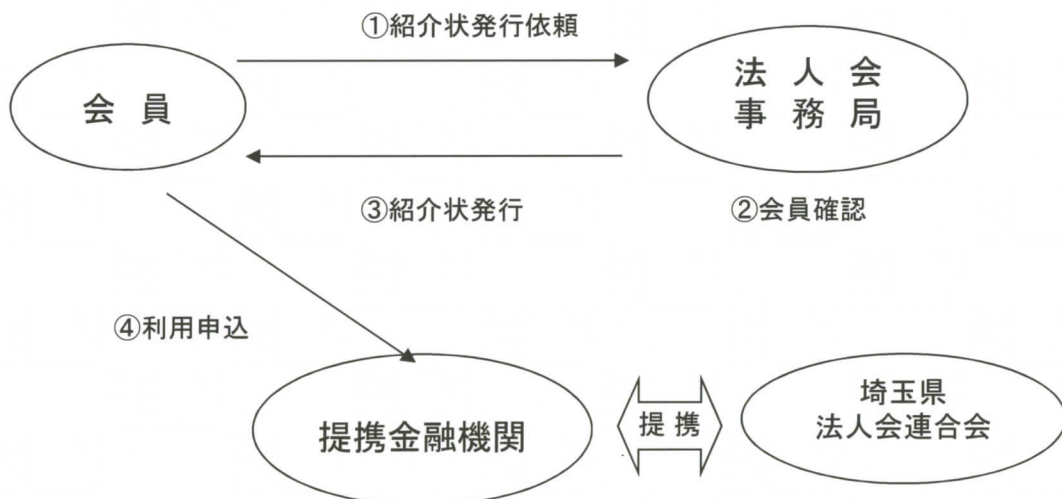 ①紹介状発行依頼
会 員
法 人 会
事 務 局
③紹介状発行
②会員確認
④利用申込
提携金融機関
提 携
埼玉県
法人会連合会